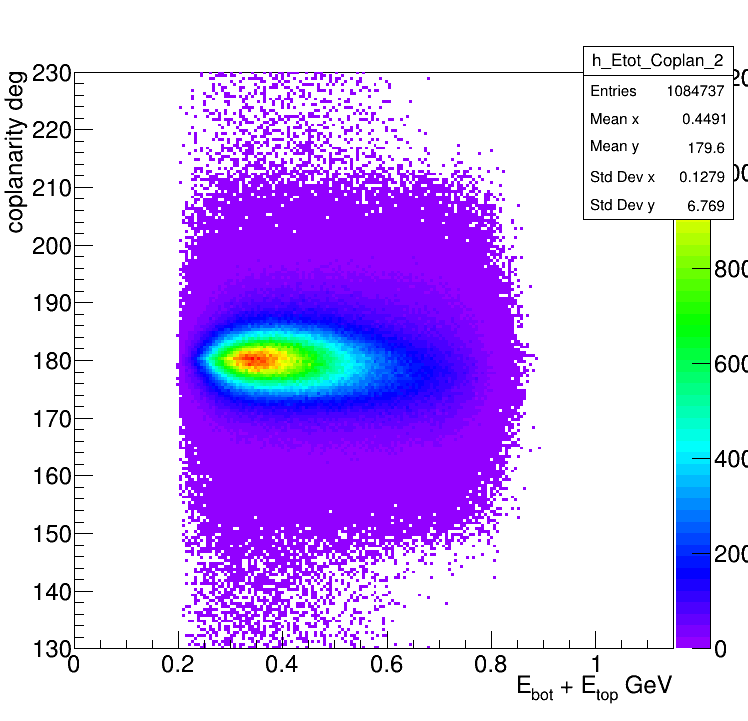 h_Etot_Coplan_2
Entries 1084737
Mean x 0.4491
Mean y 179.6
Std Dev x 0.1279
Std Dev y 6.769
coplanarity deg
230
220
210
200
190
180
170
160
150
140
130
0 0.2 0.4 0.6 0.8 1
E_bot + E_top GeV
800
600
400
200
0